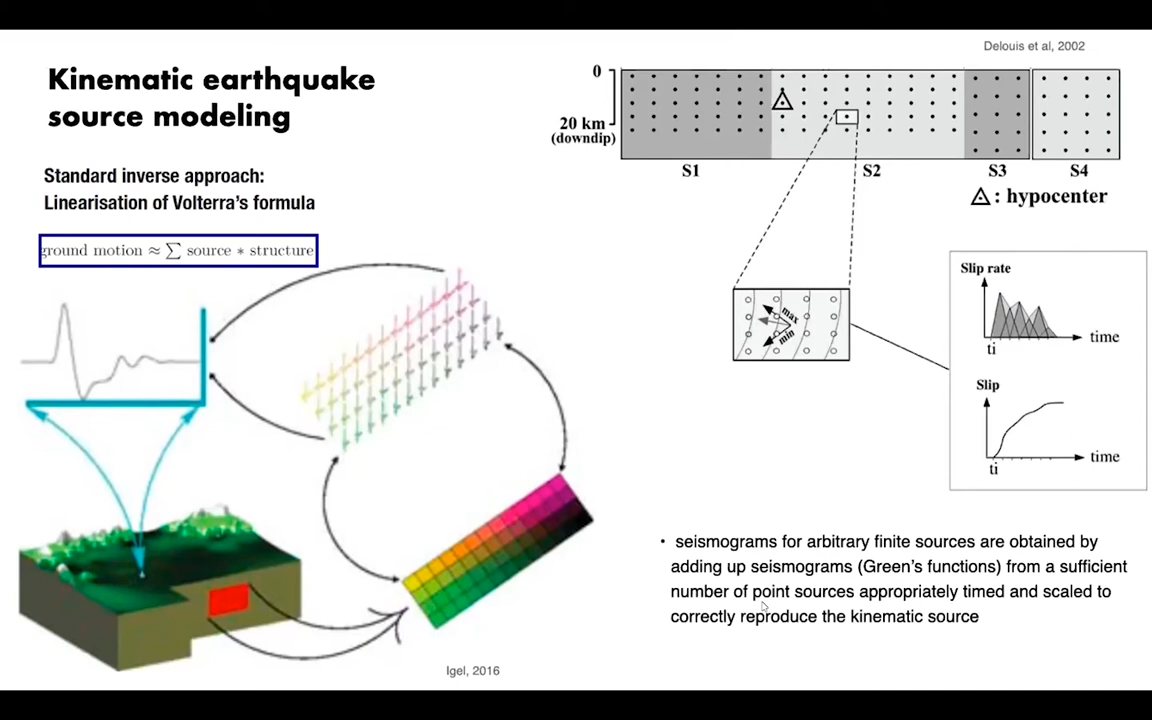 Delouis et al, 2002
Kinematic earthquake
source modeling
Standard inverse approach:
Linearisation of Volterra's formula
ground motion ≈ ∑ source ∗ structure
0
20 km
(downdip)
S1
S2
S3
S4
: hypocenter
max
min
Slip rate
time
ti
Slip
time
ti
• seismograms for arbitrary finite sources are obtained by
adding up seismograms (Green's functions) from a sufficient
number of point sources appropriately timed and scaled to
correctly reproduce the kinematic source
Igel, 2016